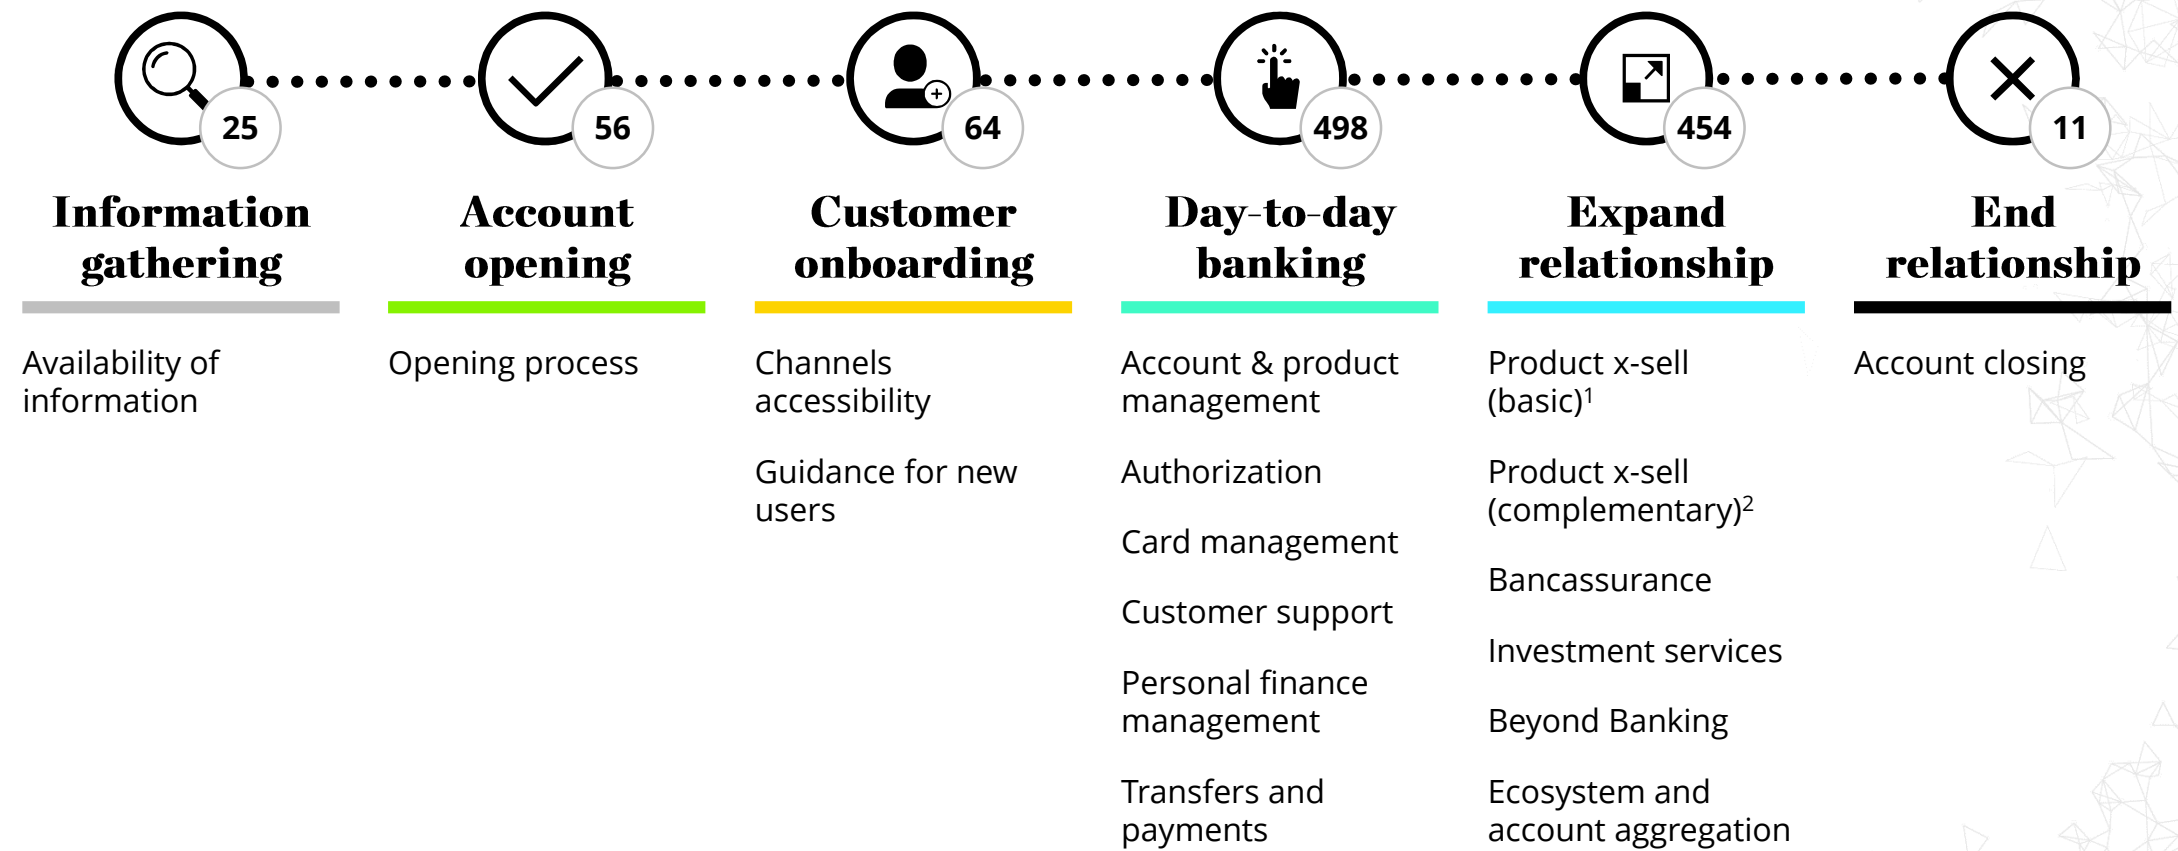 25
56
64
498
454
11
Information
gathering
Account
opening
Customer
onboarding
Day-to-day
banking
Expand
relationship
End
relationship
Availability of
information
Opening process
Channels
accessibility
Guidance for new
users
Account & product
management
Authorization
Card management
Customer support
Personal finance
management
Transfers and
payments
Product x-sell
(basic)¹
Product x-sell
(complementary)²
Bancassurance
Investment services
Beyond Banking
Ecosystem and
account aggregation
Account closing